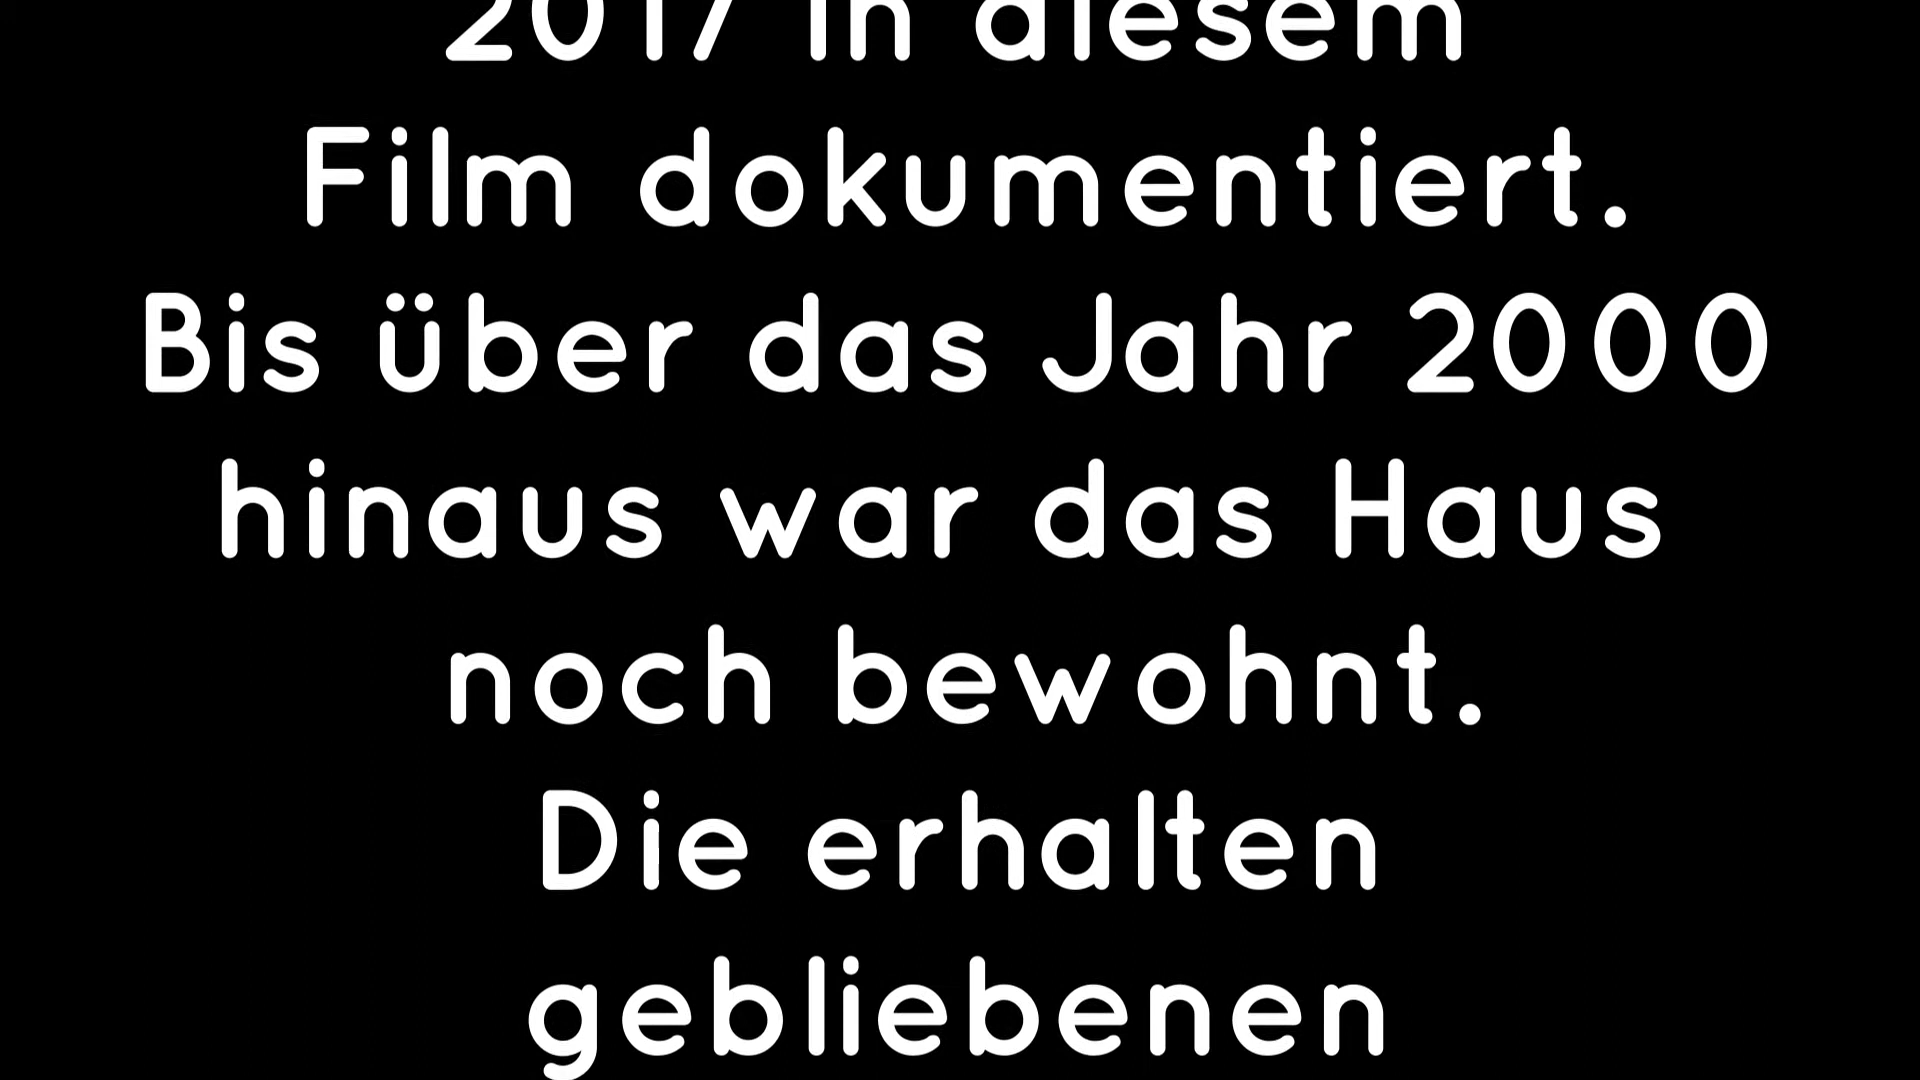 2017 in diesem
Film dokumentiert.
Bis über das Jahr 2000
hinaus war das Haus
noch bewohnt.
Die erhalten
gebliebenen